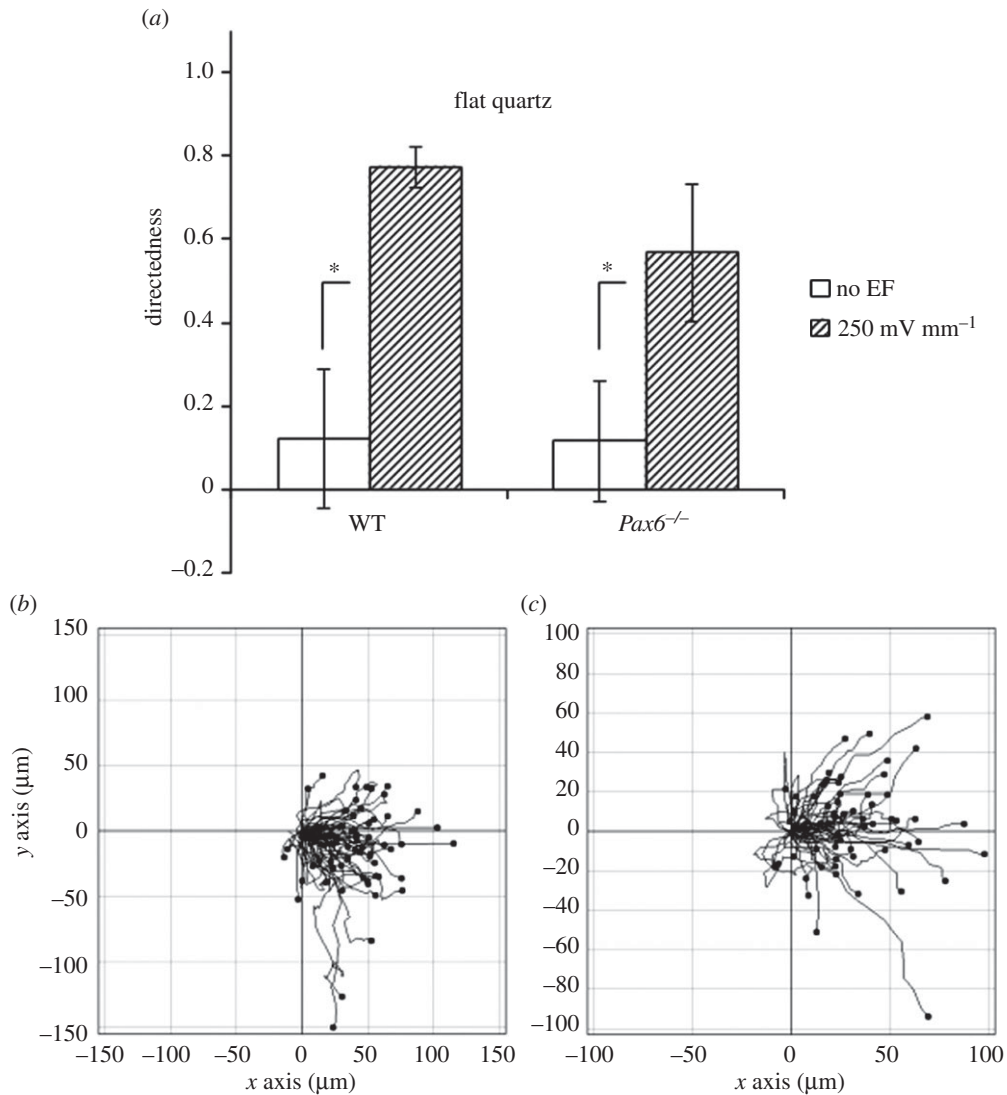 (a)
1.0
flat quartz
0.8
0.6
*
*
no EF
directedness
0.4
250 mV mm⁻¹
0.2
0
WT
Pax6⁻/⁻
–0.2
(b)
150
100
50
0
–50
–100
–150
y axis (µm)
–150 –100 –50 0 50 100 150
x axis (µm)
(c)
100
80
60
40
20
0
–20
–40
–60
–80
–100
–100 –50 0 50 100
x axis (µm)